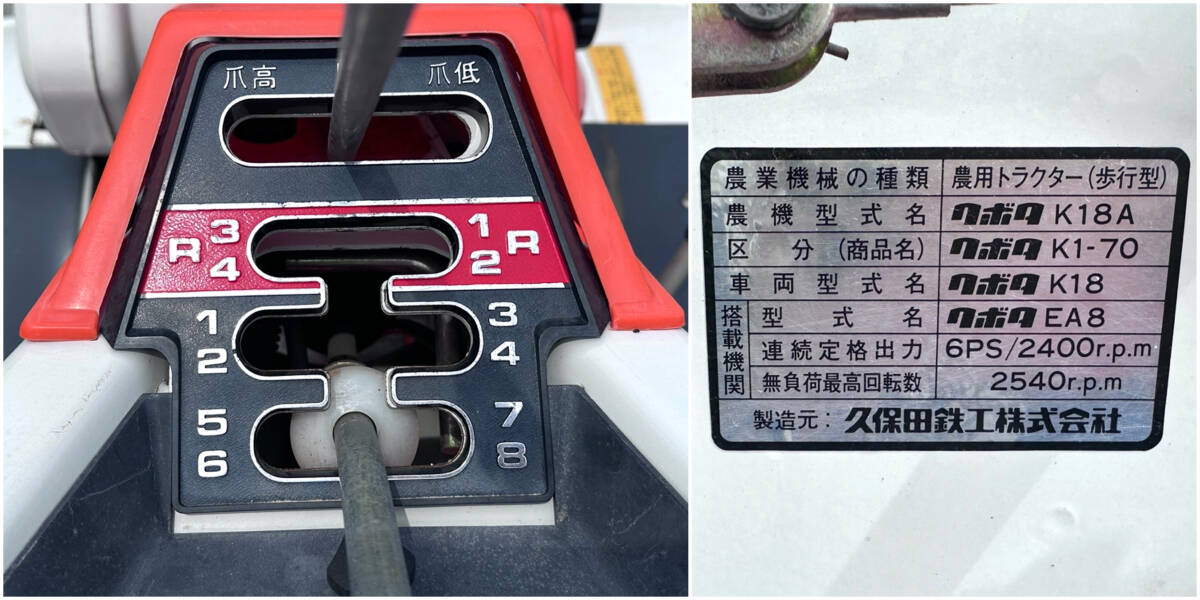 爪高 爪低
R 3 4 1 2 R
1 2 3 4
5 6 7 8
農業機械の種類 農用トラクター(歩行型)
農機型式名 クボタ K18A
区分(商品名) クボタ K1-70
車両型式名 クボタ K18
搭載機関 型式名 クボタ EA8
連続定格出力 6PS/2400r.p.m
無負荷最高回転数 2540r.p.m
製造元: 久保田鉄工株式会社